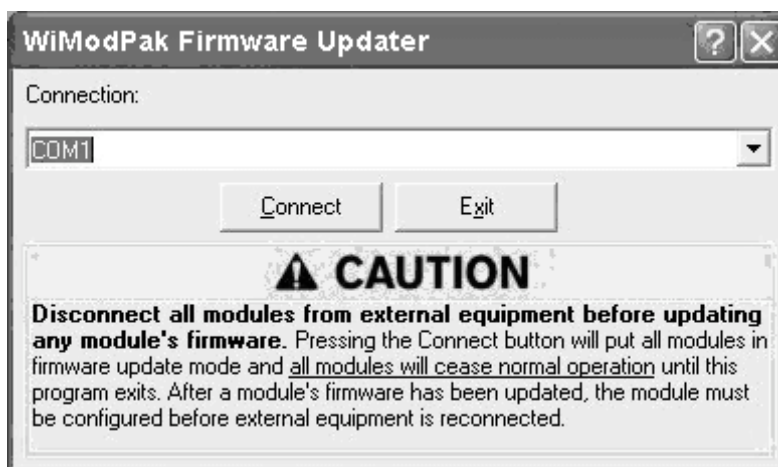 WiModPak Firmware Updater
Connection:
COM1
Connect Exit
CAUTION
Disconnect all modules from external equipment before updating
any module's firmware. Pressing the Connect button will put all modules in
firmware update mode and all modules will cease normal operation until this
program exits. After a module's firmware has been updated, the module must
be configured before external equipment is reconnected.